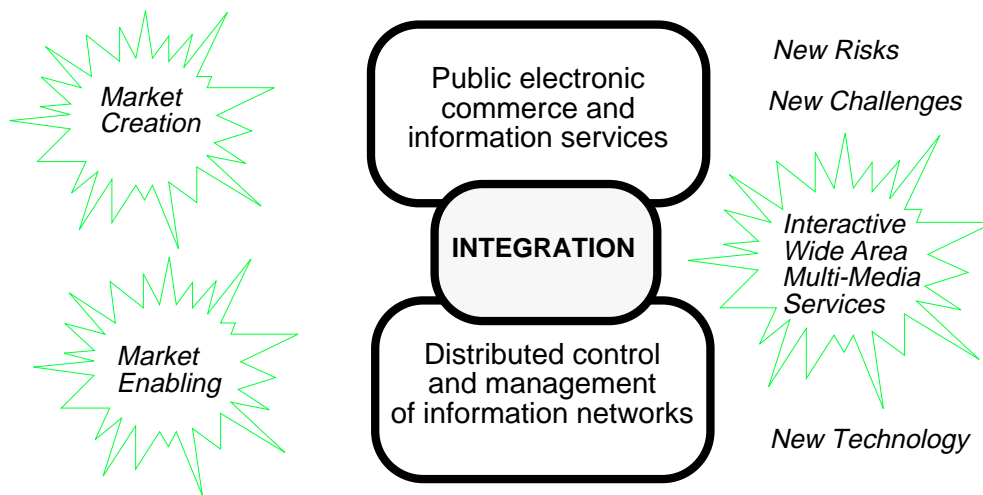 Market
Creation
Market
Enabling
Public electronic
commerce and
information services
INTEGRATION
Distributed control
and management
of information networks
New Risks
New Challenges
Interactive
Wide Area
Multi-Media
Services
New Technology